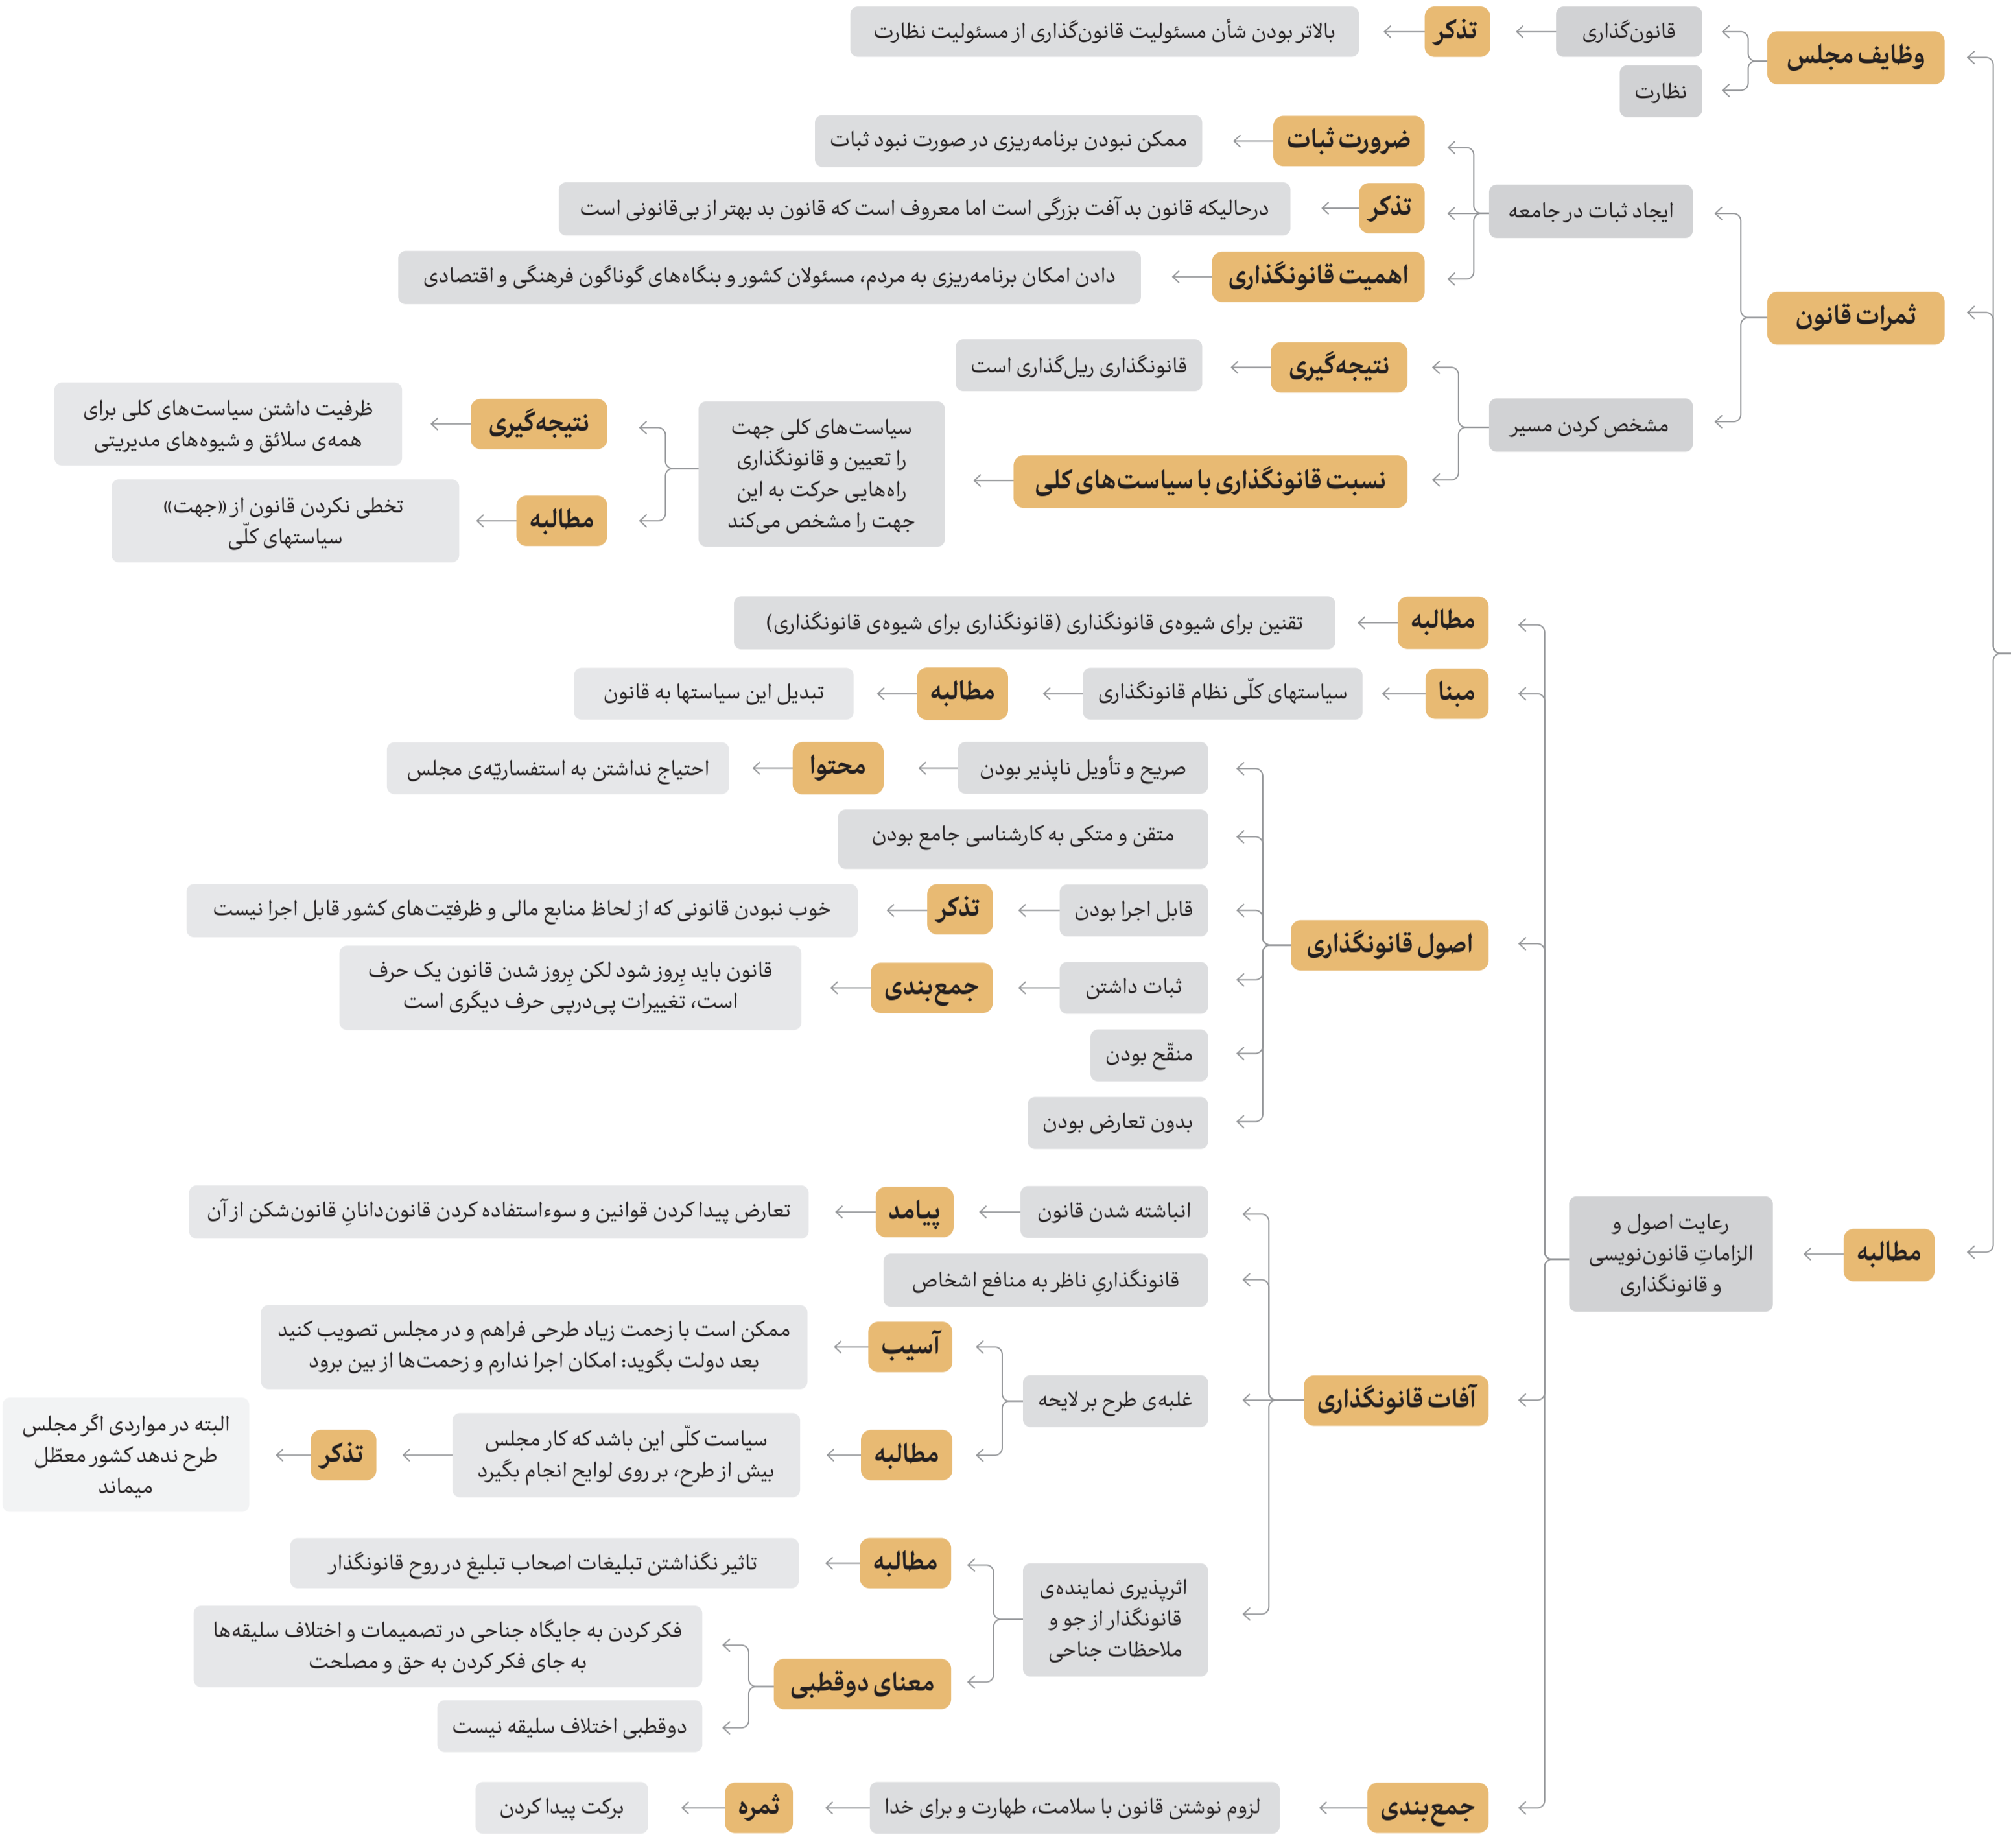 وظایف مجلس
قانون‌گذاری
تذکر
بالاتر بودن شأن مسئولیت قانون‌گذاری از مسئولیت نظارت
نظارت
ثمرات قانون
ایجاد ثبات در جامعه
ضرورت ثبات
ممکن نبودن برنامه‌ریزی در صورت نبود ثبات
تذکر
درحالیکه قانون بد آفت بزرگی است اما معروف است که قانون بد بهتر از بی‌قانونی است
اهمیت قانونگذاری
دادن امکان برنامه‌ریزی به مردم، مسئولان کشور و بنگاه‌های گوناگون فرهنگی و اقتصادی
مشخص کردن مسیر
نتیجه‌گیری
قانونگذاری ریل‌گذاری است
نسبت قانونگذاری با سیاست‌های کلی
سیاست‌های کلی جهت
را تعیین و قانونگذاری
راه‌هایی حرکت به این
جهت را مشخص می‌کند
نتیجه‌گیری
ظرفیت داشتن سیاست‌های کلی برای
همه‌ی سلائق و شیوه‌های مدیریتی
مطالبه
تخطی نکردن قانون از «جهت»
سیاستهای کلّی
مطالبه
رعایت اصول و
الزاماتِ قانون‌نویسی
و قانونگذاری
مطالبه
تقنین برای شیوه‌ی قانونگذاری (قانونگذاری برای شیوه‌ی قانونگذاری)
مبنا
سیاستهای کلّی نظام قانونگذاری
مطالبه
تبدیل این سیاستها به قانون
اصول قانونگذاری
صریح و تأویل ناپذیر بودن
محتوا
احتیاج نداشتن به استفساریّه‌ی مجلس
متقن و متکی به کارشناسی جامع بودن
قابل اجرا بودن
تذکر
خوب نبودن قانونی که از لحاظ منابع مالی و ظرفیّت‌های کشور قابل اجرا نیست
ثبات داشتن
جمع‌بندی
قانون باید بِروز شود لکن بِروز شدن قانون یک حرف
است، تغییرات پی‌درپی حرف دیگری است
منقّح بودن
بدون تعارض بودن
آفات قانونگذاری
انباشته شدن قانون
پیامد
تعارض پیدا کردن قوانین و سوءاستفاده کردن قانون‌دانانِ قانون‌شکن از آن
قانونگذاریِ ناظر به منافع اشخاص
غلبه‌ی طرح بر لایحه
آسیب
ممکن است با زحمت زیاد طرحی فراهم و در مجلس تصویب کنید
بعد دولت بگوید: امکان اجرا ندارم و زحمت‌ها از بین برود
مطالبه
سیاست کلّی این باشد که کار مجلس
بیش از طرح، بر روی لوایح انجام بگیرد
تذکر
البته در مواردی اگر مجلس
طرح ندهد کشور معطّل
میماند
اثرپذیری نماینده‌ی
قانونگذار از جو و
ملاحظات جناحی
مطالبه
تاثیر نگذاشتن تبلیغات اصحاب تبلیغ در روح قانونگذار
معنای دوقطبی
فکر کردن به جایگاه جناحی در تصمیمات و اختلاف سلیقه‌ها
به جای فکر کردن به حق و مصلحت
دوقطبی اختلاف سلیقه نیست
جمع‌بندی
لزوم نوشتن قانون با سلامت، طهارت و برای خدا
ثمره
برکت پیدا کردن